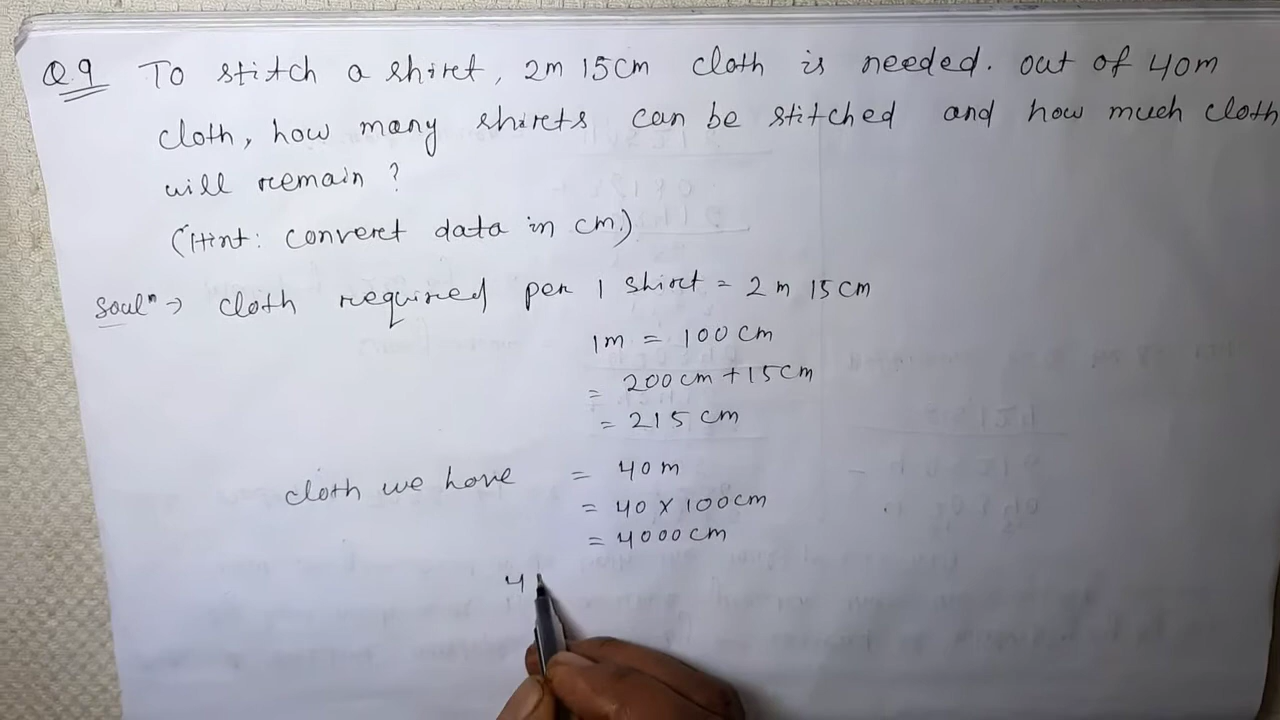 Q.9 To stitch a shirt, 2m 15cm cloth is needed. out of 40m
cloth, how many shirts can be stitched and how much cloth
will remain?
(Hint: convert data in cm.)
Soulⁿ → cloth required per 1 shirt = 2 m 15 cm
1m = 100 cm
= 200 cm + 15 cm
= 215 cm
cloth we have = 40 m
= 40 x 100 cm
= 4000 cm
4